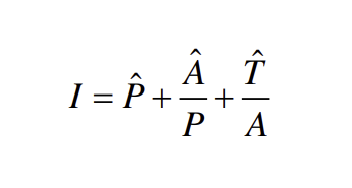 I = P̂ + Â/P + T̂/A